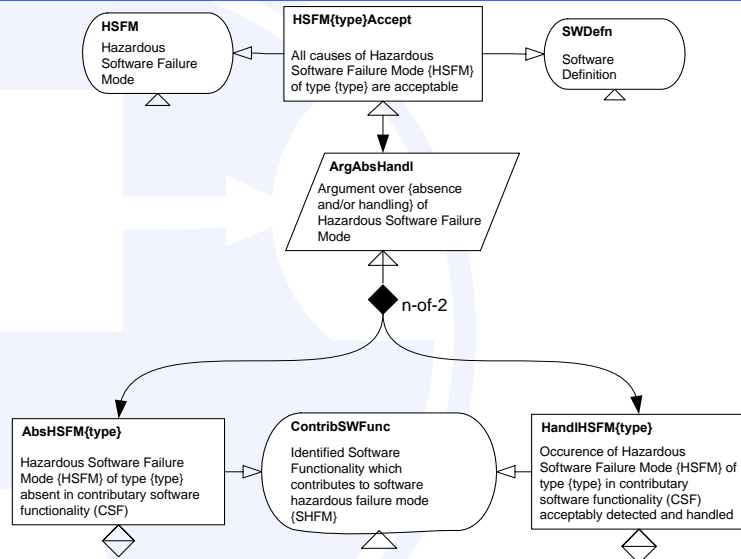 HSFM
Hazardous
Software Failure
Mode
HSFM{type}Accept
All causes of Hazardous
Software Failure Mode {HSFM}
of type {type} are acceptable
SWDefn
Software
Definition
ArgAbsHandl
Argument over {absence
and/or handling} of
Hazardous Software Failure
Mode
n-of-2
AbsHSFM{type}
Hazardous Software Failure
Mode {HSFM} of type {type}
absent in contributary software
functionality (CSF)
ContribSWFunc
Identified Software
Functionality which
contributes to software
hazardous failure mode
{SHFM}
HandlHSFM{type}
Occurence of Hazardous
Software Failure Mode {HSFM} of
type {type} in contributary
software functionality (CSF)
acceptably detected and handled